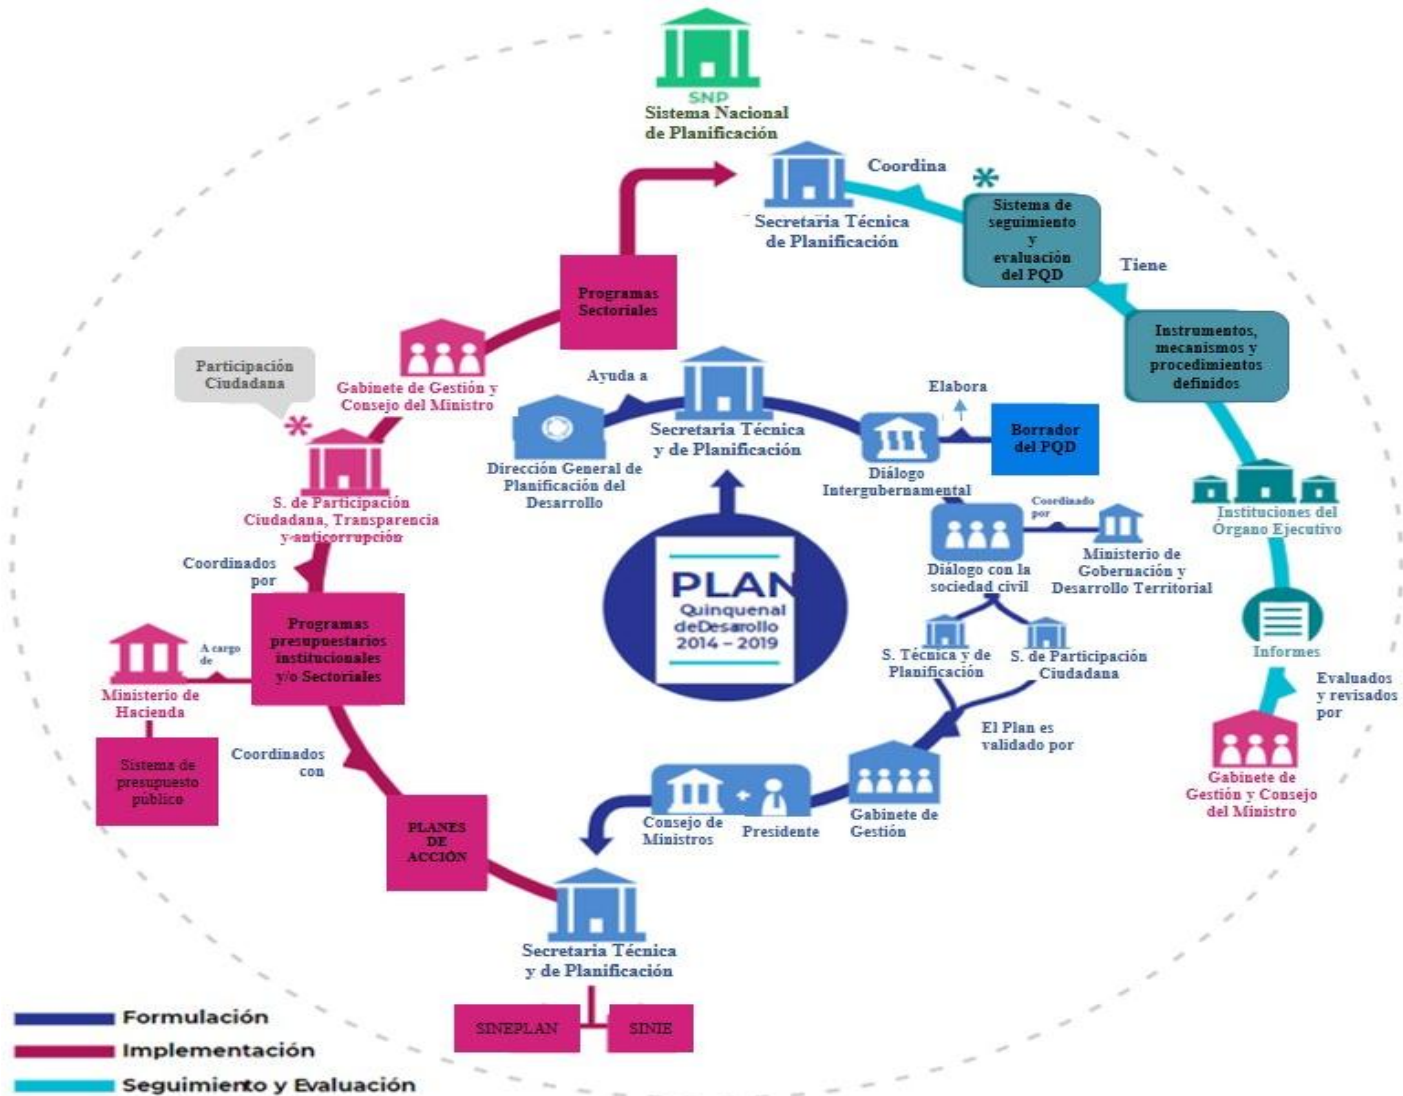 SNP
Sistema Nacional
de Planificación
Secretaria Técnica
de Planificación
Coordina
*
Sistema de
seguimiento
y
evaluación
del PQD
Tiene
Instrumentos,
mecanismos y
procedimientos
definidos
Instituciones del
Órgano Ejecutivo
Informes
Evaluados
y revisados
por
Gabinete de
Gestión y Consejo
del Ministro
Programas
Sectoriales
Gabinete de Gestión y
Consejo del Ministro
Participación
Ciudadana
*
S. de Participación
Ciudadana, Transparencia
y anticorrupción
Coordinados
por
Programas
presupuestarios
institucionales
y/o Sectoriales
A cargo
de
Ministerio de
Hacienda
Sistema de
presupuesto
público
Coordinados
con
PLANES
DE
ACCIÓN
Ayuda a
Dirección General de
Planificación del
Desarrollo
Secretaria Técnica
y de Planificación
Elabora
Borrador
del PQD
Diálogo
Intergubernamental
Coordinado
por
Diálogo con la
sociedad civil
Ministerio de
Gobernación y
Desarrollo Territorial
S. Técnica y de
Planificación
S. de Participación
Ciudadana
El Plan es
validado por
Gabinete de
Gestión
Consejo de
Ministros
+
Presidente
PLAN
Quinquenal
deDesarollo
2014 – 2019
Secretaria Técnica
y de Planificación
SINEPLAN
SINIE
Formulación
Implementación
Seguimiento y Evaluación